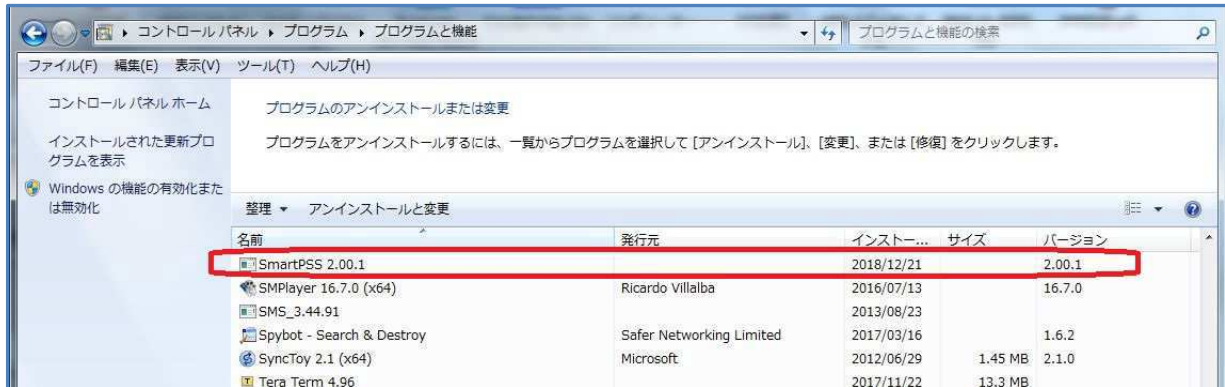 コントロール パネル ▸ プログラム ▸ プログラムと機能
プログラムと機能の検索
ファイル(F) 編集(E) 表示(V) ツール(T) ヘルプ(H)
コントロール パネル ホーム
インストールされた更新プロ
グラムを表示
Windows の機能の有効化また
は無効化
プログラムのアンインストールまたは変更
プログラムをアンインストールするには、一覧からプログラムを選択して [アンインストール]、[変更]、または [修復] をクリックします。
整理 ▼ アンインストールと変更
名前 発行元 インストー... サイズ バージョン
SmartPSS 2.00.1 2018/12/21 2.00.1
SMPlayer 16.7.0 (x64) Ricardo Villalba 2016/07/13 16.7.0
SMS_3.44.91 2013/08/23
Spybot - Search & Destroy Safer Networking Limited 2017/03/16 1.6.2
SyncToy 2.1 (x64) Microsoft 2012/06/29 1.45 MB 2.1.0
Tera Term 4.96 2017/11/22 13.3 MB